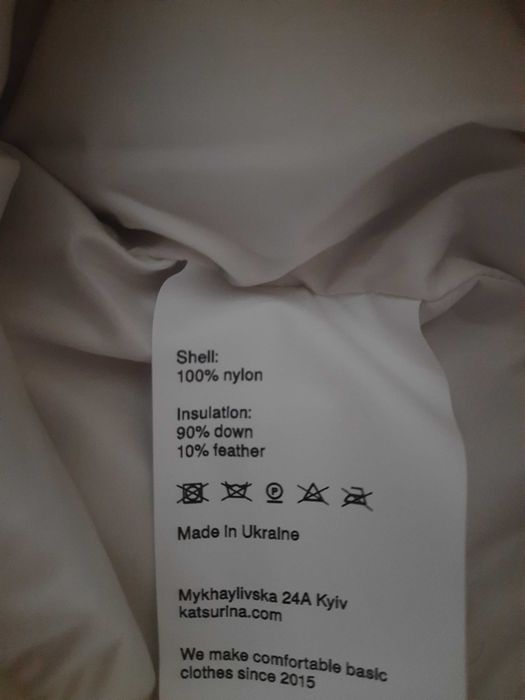 Shell:
100% nylon
Insulation:
90% down
10% feather
P
Made in Ukraine
Mykhaylivska 24A Kyiv
katsurina.com
We make comfortable basic
clothes since 2015